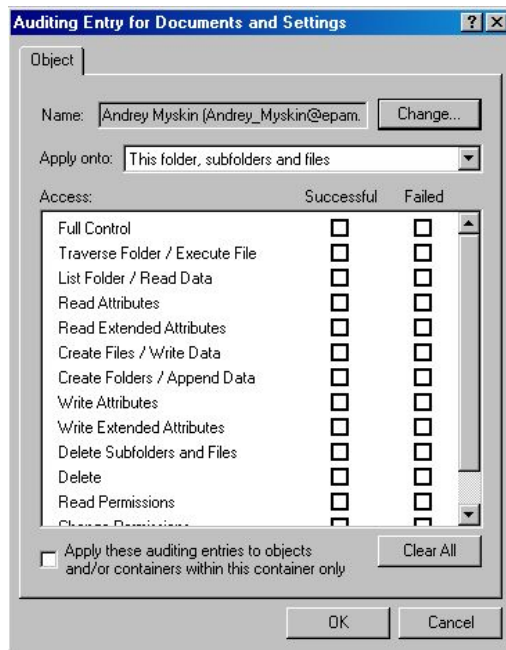 Auditing Entry for Documents and Settings
Object
Name: Andrey Myskin (Andrey_Myskin@epam. Change...
Apply onto: This folder, subfolders and files
Access: Successful Failed
Full Control
Traverse Folder / Execute File
List Folder / Read Data
Read Attributes
Read Extended Attributes
Create Files / Write Data
Create Folders / Append Data
Write Attributes
Write Extended Attributes
Delete Subfolders and Files
Delete
Read Permissions
Change Permissions
Apply these auditing entries to objects
and/or containers within this container only
Clear All
OK Cancel